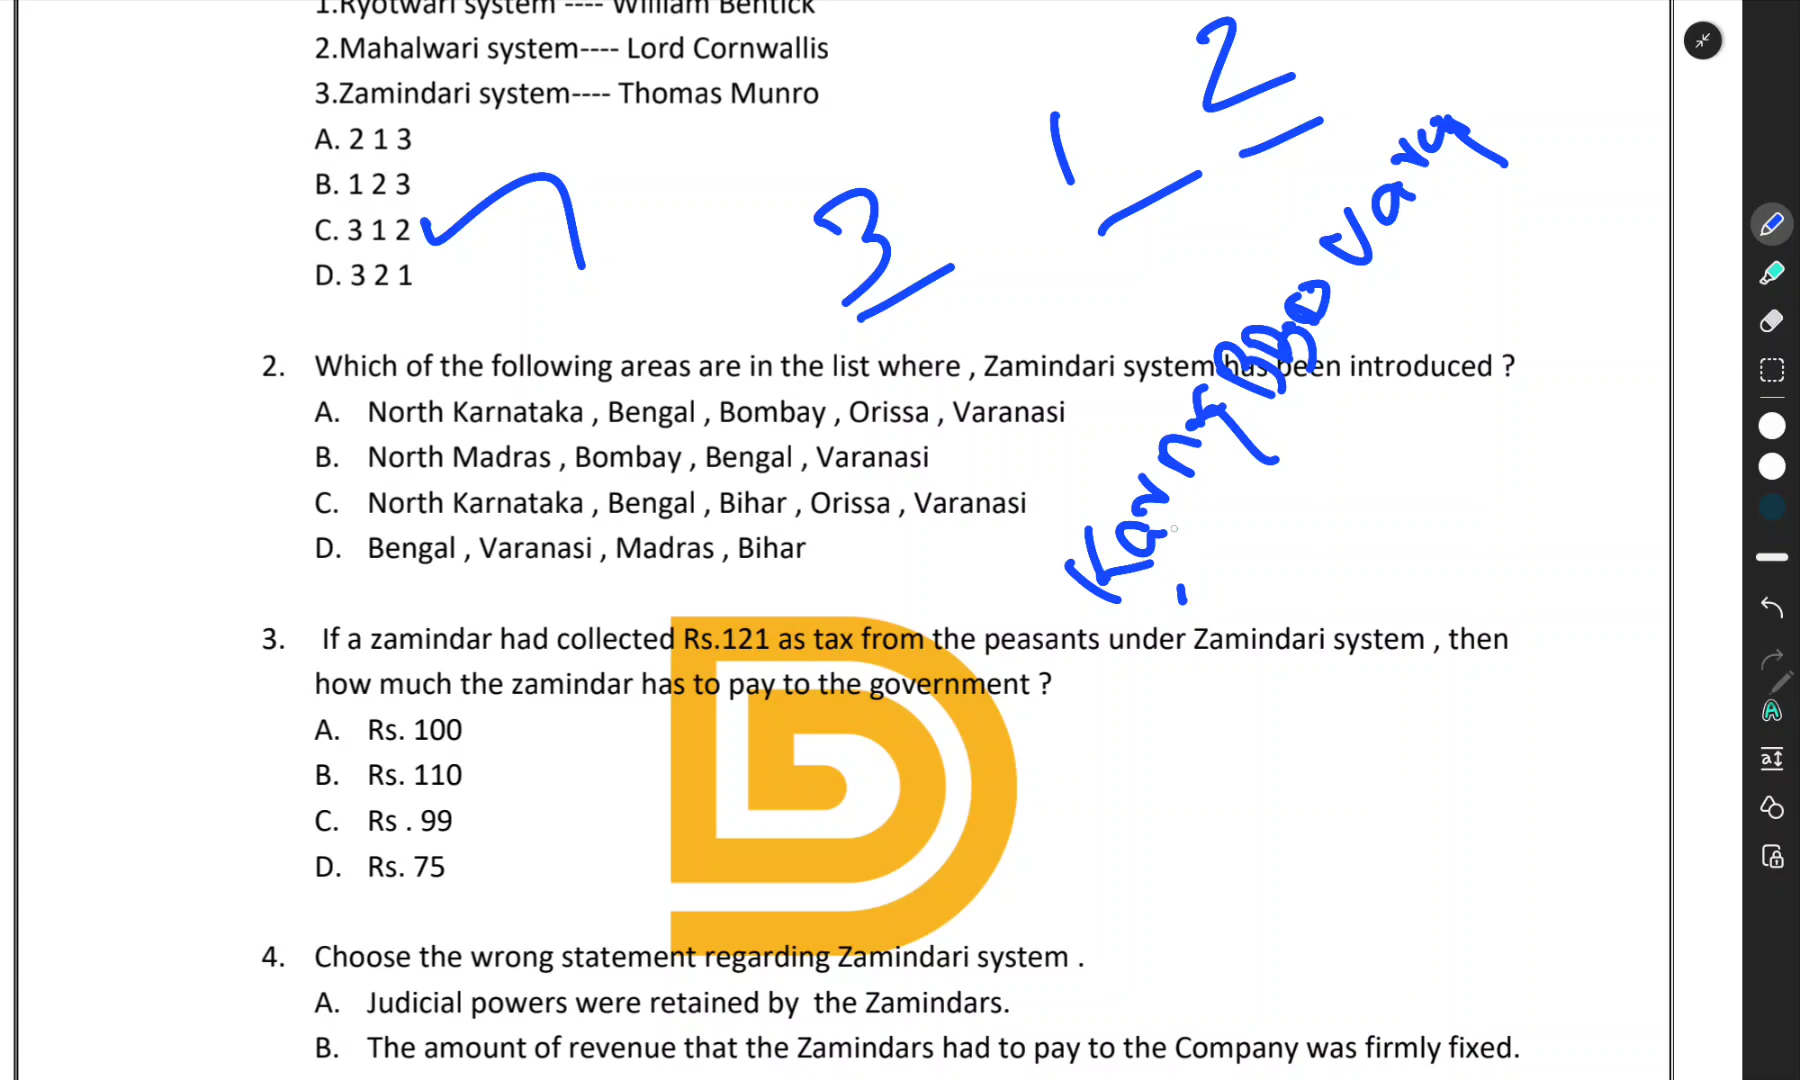 1.Ryotwari system ---- William Bentick
2.Mahalwari system---- Lord Cornwallis
3.Zamindari system---- Thomas Munro
A. 2 1 3
B. 1 2 3
C. 3 1 2
D. 3 2 1
3 1 2
2. Which of the following areas are in the list where , Zamindari system has been introduced ?
A. North Karnataka , Bengal , Bombay , Orissa , Varanasi
B. North Madras , Bombay , Bengal , Varanasi
C. North Karnataka , Bengal , Bihar , Orissa , Varanasi
D. Bengal , Varanasi , Madras , Bihar
3. If a zamindar had collected Rs.121 as tax from the peasants under Zamindari system , then
how much the zamindar has to pay to the government ?
A. Rs. 100
B. Rs. 110
C. Rs . 99
D. Rs. 75
4. Choose the wrong statement regarding Zamindari system .
A. Judicial powers were retained by the Zamindars.
B. The amount of revenue that the Zamindars had to pay to the Company was firmly fixed.